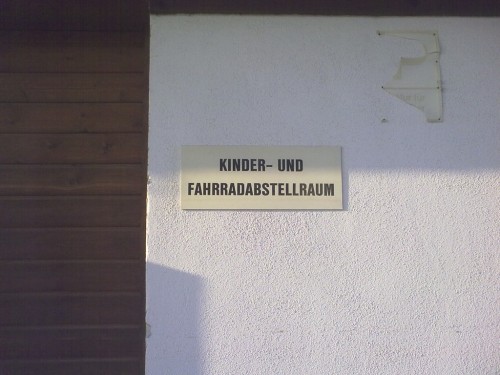 KINDER- UND
FAHRRADABSTELLRAUM